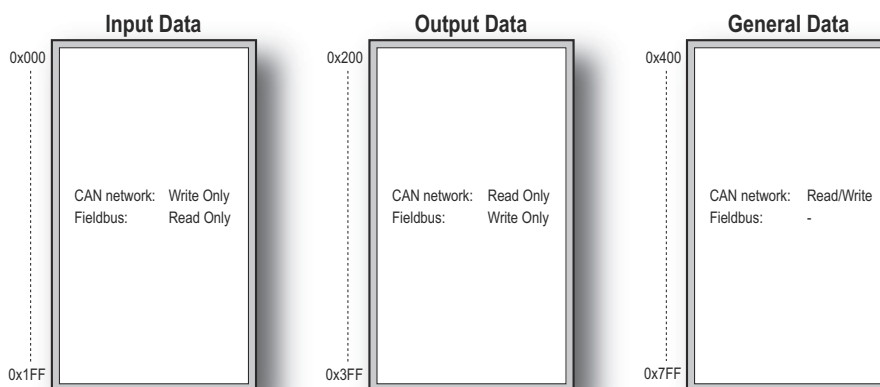 Input Data
0x000
CAN network: Write Only
Fieldbus: Read Only
0x1FF
Output Data
0x200
CAN network: Read Only
Fieldbus: Write Only
0x3FF
General Data
0x400
CAN network: Read/Write
Fieldbus: -
0x7FF